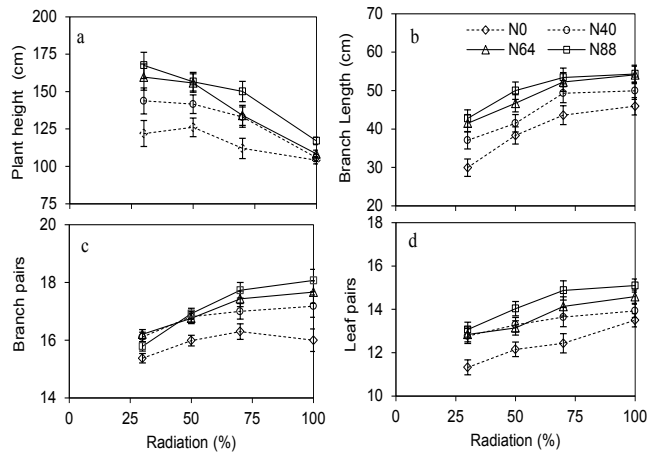 a
Plant height (cm)
200
175
150
125
100
75
b
N0
N40
N64
N88
Branch Length (cm)
60
50
40
30
20
c
Branch pairs
20
18
16
14
0
25
50
75
100
Radiation (%)
d
Leaf pairs
18
16
14
12
10
0
25
50
75
100
Radiation (%)